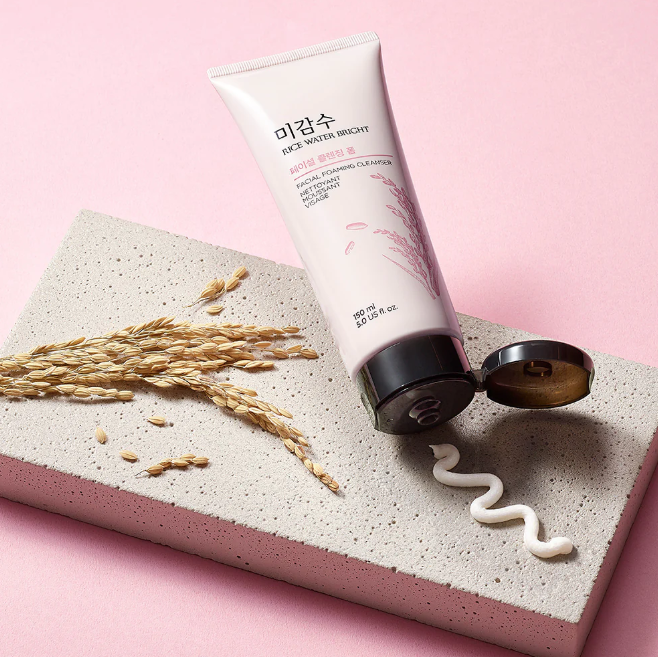 미감수
RICE WATER BRIGHT
페이셜 클렌징 폼
FACIAL FOAMING CLEANSER
NETTOYANT
MOUSSANT
VISAGE
150 ml
5.0 US fl. oz.